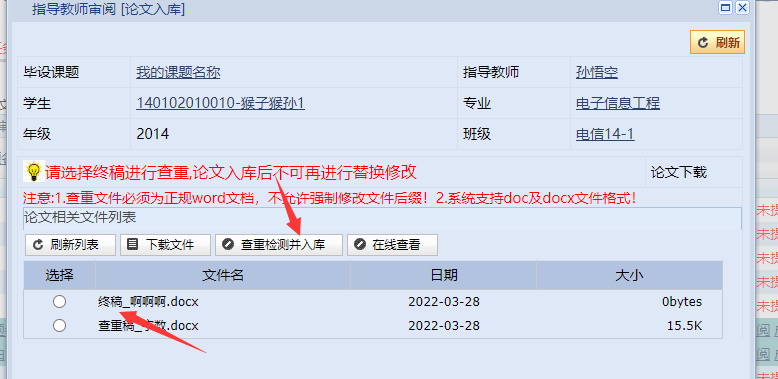 指导教师审阅 [论文入库]
刷新
毕设课题 我的课题名称 指导教师 孙悟空
学生 140102010010-猴子猴孙1 专业 电子信息工程
年级 2014 班级 电信14-1
请选择终稿进行查重,论文入库后不可再进行替换修改 论文下载
注意:1.查重文件必须为正规word文档，不允许强制修改文件后缀！2.系统支持doc及docx文件格式！
论文相关文件列表
刷新列表 下载文件 查重检测并入库 在线查看
选择 文件名 日期 大小
终稿_啊啊啊.docx 2022-03-28 0bytes
查重稿_字数.docx 2022-03-28 15.5K